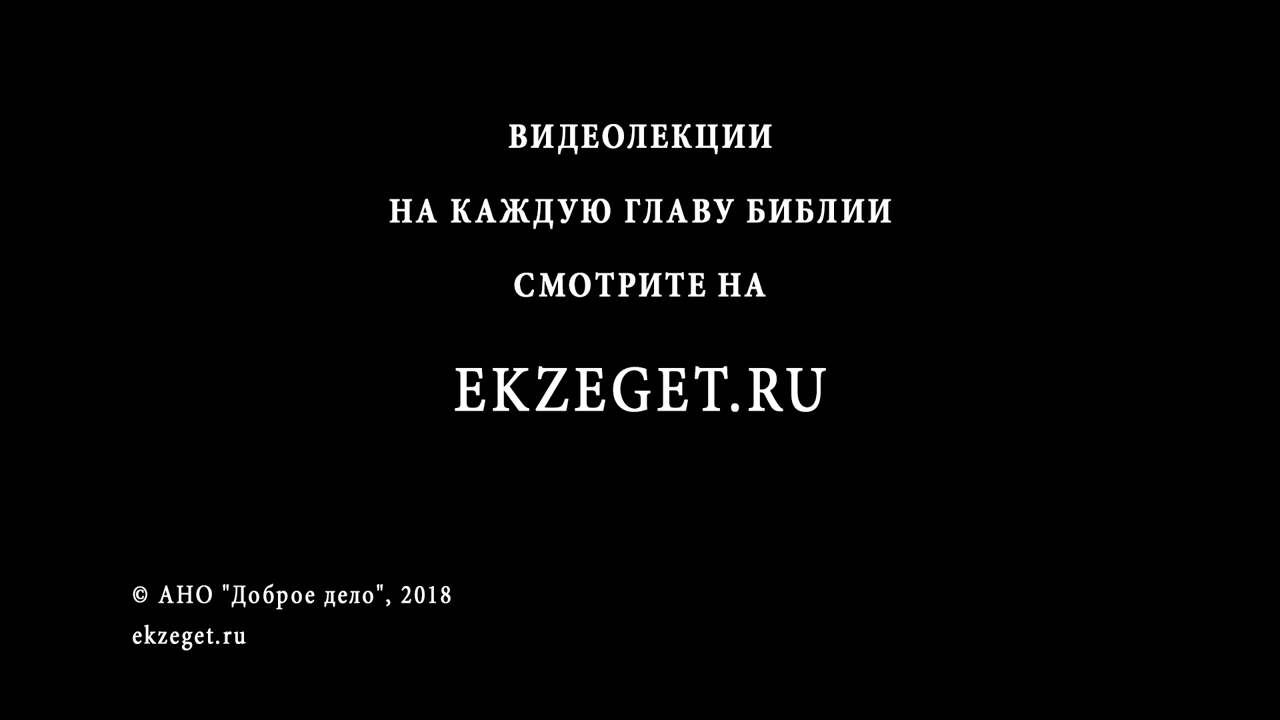 ВИДЕОЛЕКЦИИ
НА КАЖДУЮ ГЛАВУ БИБЛИИ
СМОТРИТЕ НА
EKZEGET.RU
© АНО "Доброе дело", 2018
ekzeget.ru